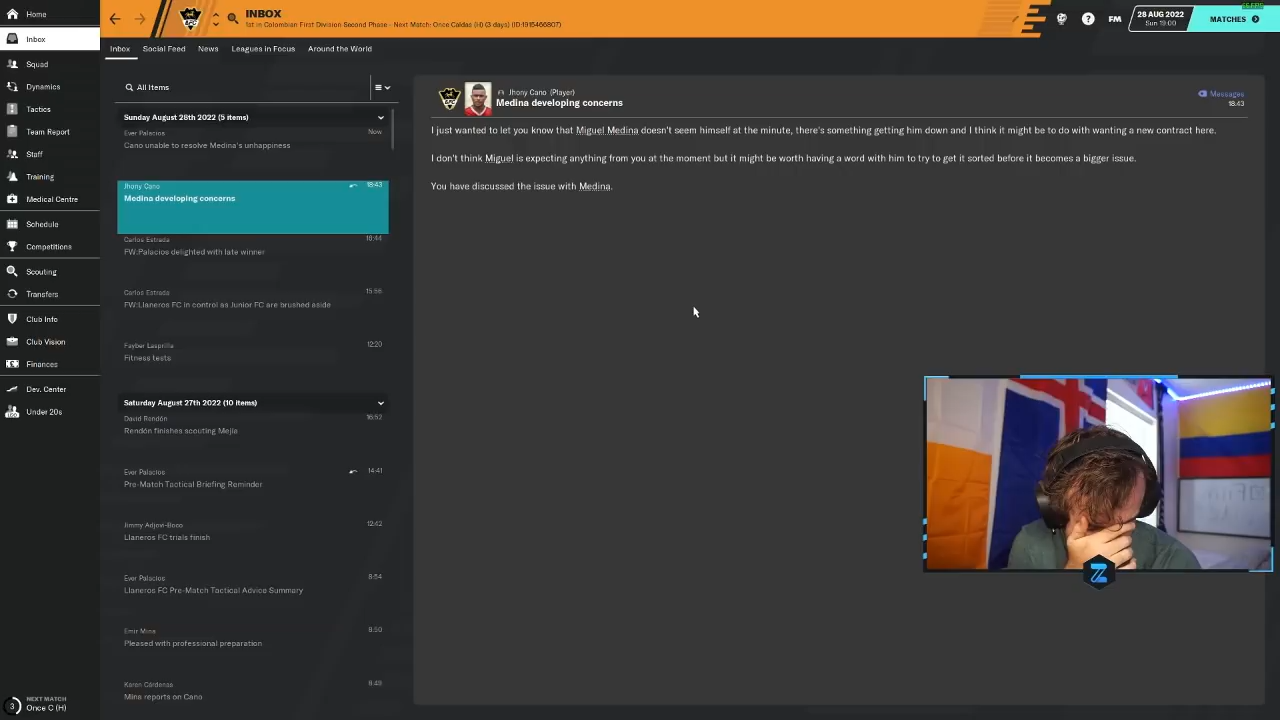 Home
INBOX
1st in Colombian First Division Second Phase - Next Match: Once Caldas (H) (3 days) (ID:1915466807)
FM
28 AUG 2022
Sun 19:00
MATCHES
Inbox
Inbox
Social Feed
News
Leagues in Focus
Around the World
Squad
Dynamics
Tactics
Team Report
Staff
Training
Medical Centre
Schedule
Competitions
Scouting
Transfers
Club Info
Club Vision
Finances
Dev. Center
Under 20s
3
NEXT MATCH
Once C (H)
All Items
Sunday August 28th 2022 (5 items)
Ever Palacios
Now
Cano unable to resolve Medina's unhappiness
Jhony Cano
18:43
Medina developing concerns
Carlos Estrada
16:44
FW:Palacios delighted with late winner
Carlos Estrada
15:56
FW:Llaneros FC in control as Junior FC are brushed aside
Fayber Lasprilla
12:20
Fitness tests
Saturday August 27th 2022 (10 items)
David Rendón
16:52
Rendón finishes scouting Mejía
Ever Palacios
14:41
Pre-Match Tactical Briefing Reminder
Jimmy Adjovi-Boco
12:42
Llaneros FC trials finish
Ever Palacios
8:54
Llaneros FC Pre-Match Tactical Advice Summary
Emir Mina
8:50
Pleased with professional preparation
Karen Cárdenas
8:49
Mina reports on Cano
Jhony Cano (Player)
Medina developing concerns
Messages
18:43
I just wanted to let you know that Miguel Medina doesn't seem himself at the minute, there's something getting him down and I think it might be to do with wanting a new contract here.
I don't think Miguel is expecting anything from you at the moment but it might be worth having a word with him to try to get it sorted before it becomes a bigger issue.
You have discussed the issue with Medina.